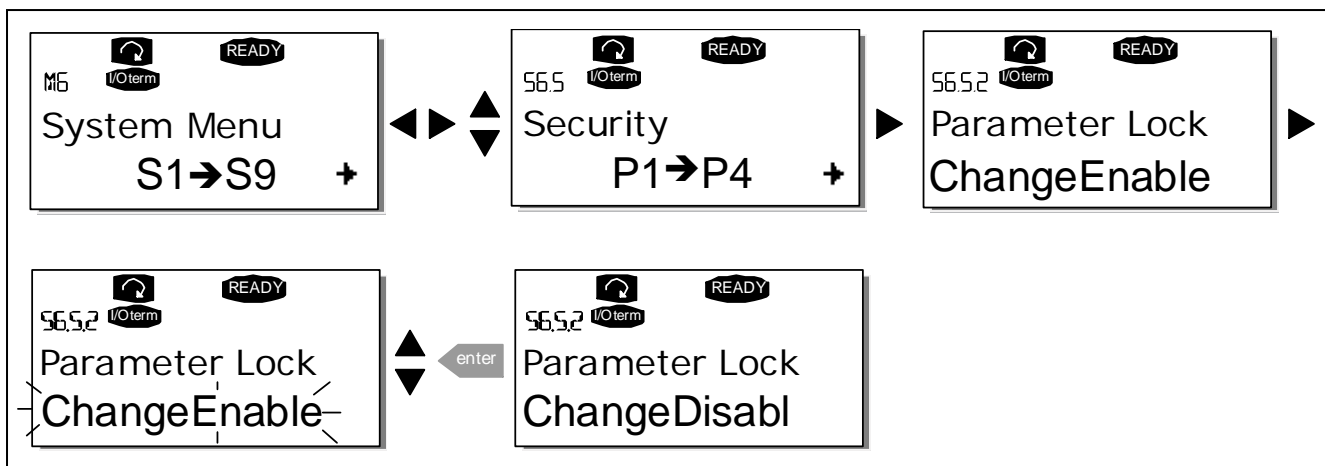 READY
M6 I/Oterm
System Menu
S1➔S9
READY
S6.5 I/Oterm
Security
P1➔P4
READY
S6.5.2 I/Oterm
Parameter Lock
ChangeEnable
READY
S6.5.2 I/Oterm
Parameter Lock
ChangeEnable
enter
READY
S6.5.2 I/Oterm
Parameter Lock
ChangeDisabl